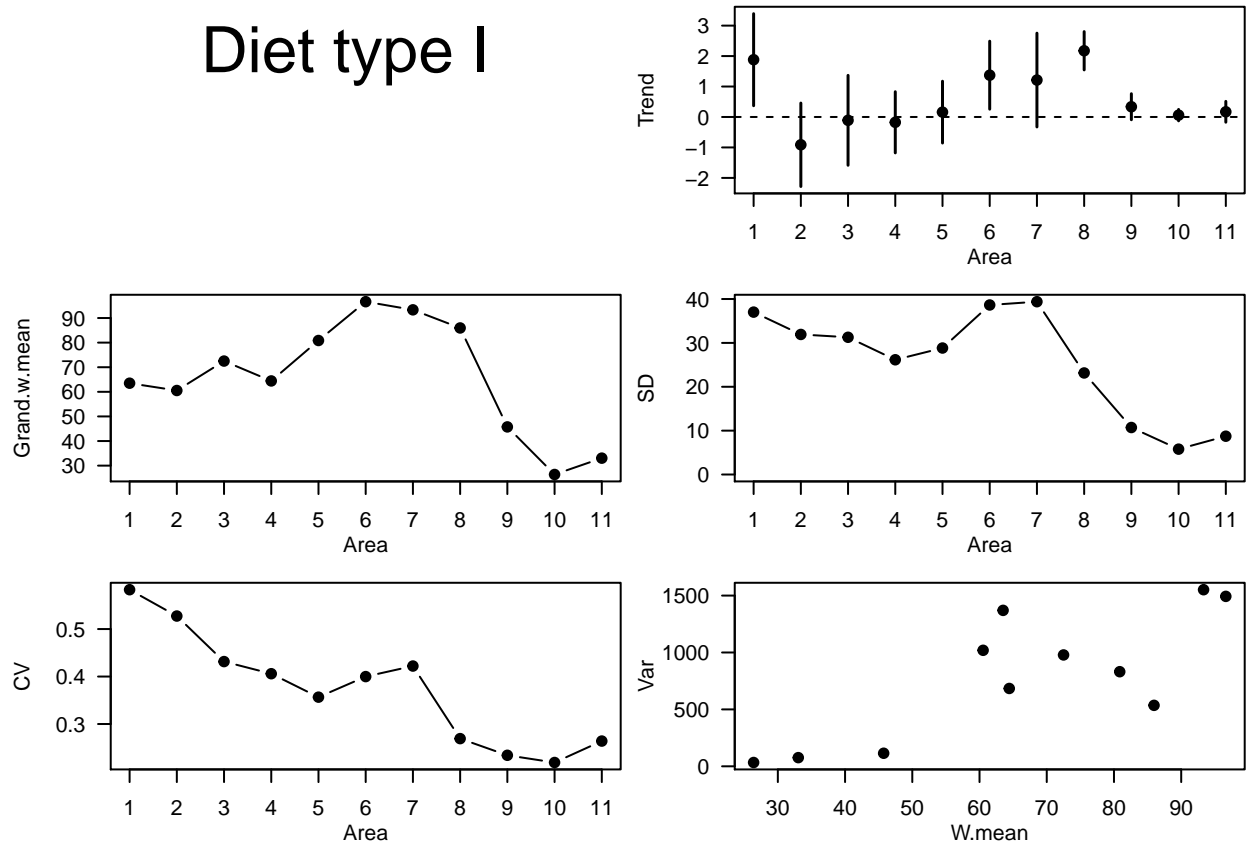 Diet type I
3
2
1
0
−1
−2
Trend
1 2 3 4 5 6 7 8 9 10 11
Area
90
80
70
60
50
40
30
Grand.w.mean
1 2 3 4 5 6 7 8 9 10 11
Area
40
30
20
10
0
SD
1 2 3 4 5 6 7 8 9 10 11
Area
0.5
0.4
0.3
CV
1 2 3 4 5 6 7 8 9 10 11
Area
1500
1000
500
0
Var
30 40 50 60 70 80 90
W.mean